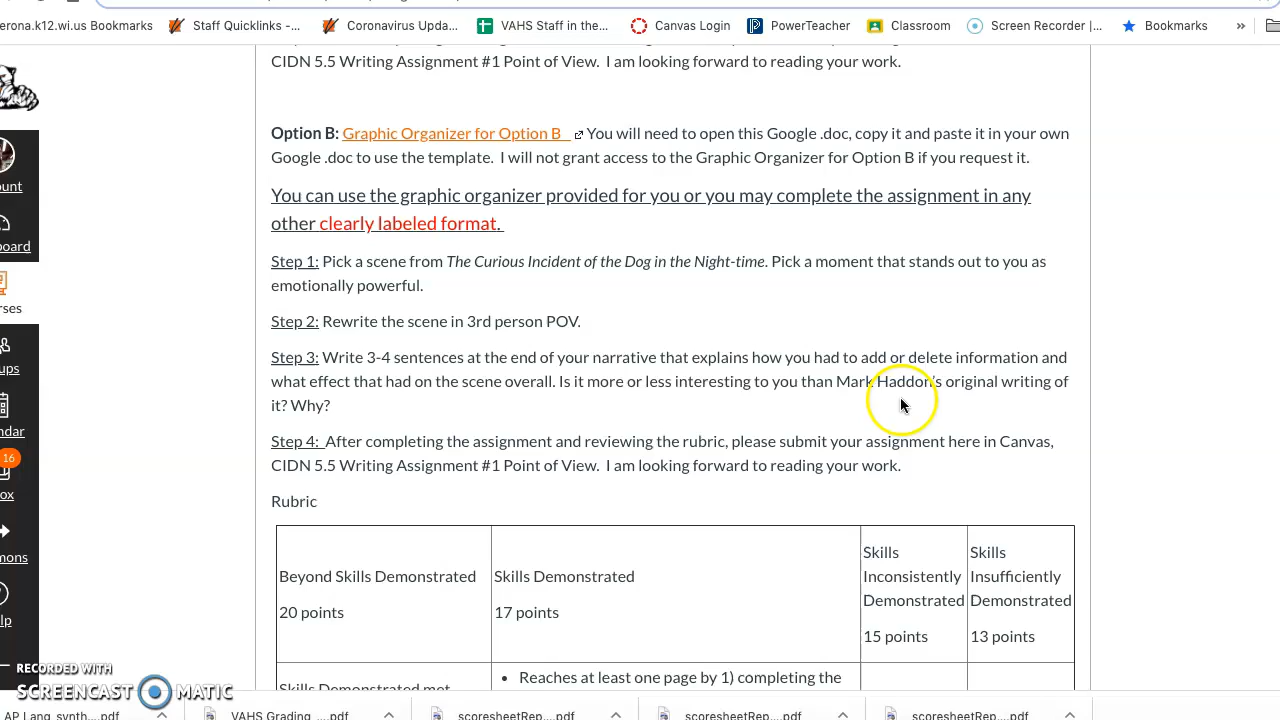 erona.k12.wi.us Bookmarks Staff Quicklinks -... Coronavirus Upda... VAHS Staff in the... Canvas Login PowerTeacher Classroom Screen Recorder |... Bookmarks »
CIDN 5.5 Writing Assignment #1 Point of View. I am looking forward to reading your work.
Option B: Graphic Organizer for Option B You will need to open this Google .doc, copy it and paste it in your own
Google .doc to use the template. I will not grant access to the Graphic Organizer for Option B if you request it.
ount
You can use the graphic organizer provided for you or you may complete the assignment in any
other clearly labeled format.
board
Step 1: Pick a scene from The Curious Incident of the Dog in the Night-time. Pick a moment that stands out to you as
emotionally powerful.
rses
Step 2: Rewrite the scene in 3rd person POV.
Step 3: Write 3-4 sentences at the end of your narrative that explains how you had to add or delete information and
ups
what effect that had on the scene overall. Is it more or less interesting to you than Mark Haddon's original writing of
it? Why?
ndar
Step 4: After completing the assignment and reviewing the rubric, please submit your assignment here in Canvas,
16
CIDN 5.5 Writing Assignment #1 Point of View. I am looking forward to reading your work.
ox
Rubric
mons
Beyond Skills Demonstrated
20 points
Skills Demonstrated
17 points
Skills
Inconsistently
Demonstrated
15 points
Skills
Insufficiently
Demonstrated
13 points
lp
RECORDED WITH
SCREENCAST MATIC
Skills Demonstrated met
• Reaches at least one page by 1) completing the
AP Lang_synth....pdf VAHS Grading ....pdf scoresheetRep....pdf scoresheetRep....pdf scoresheetRep....pdf